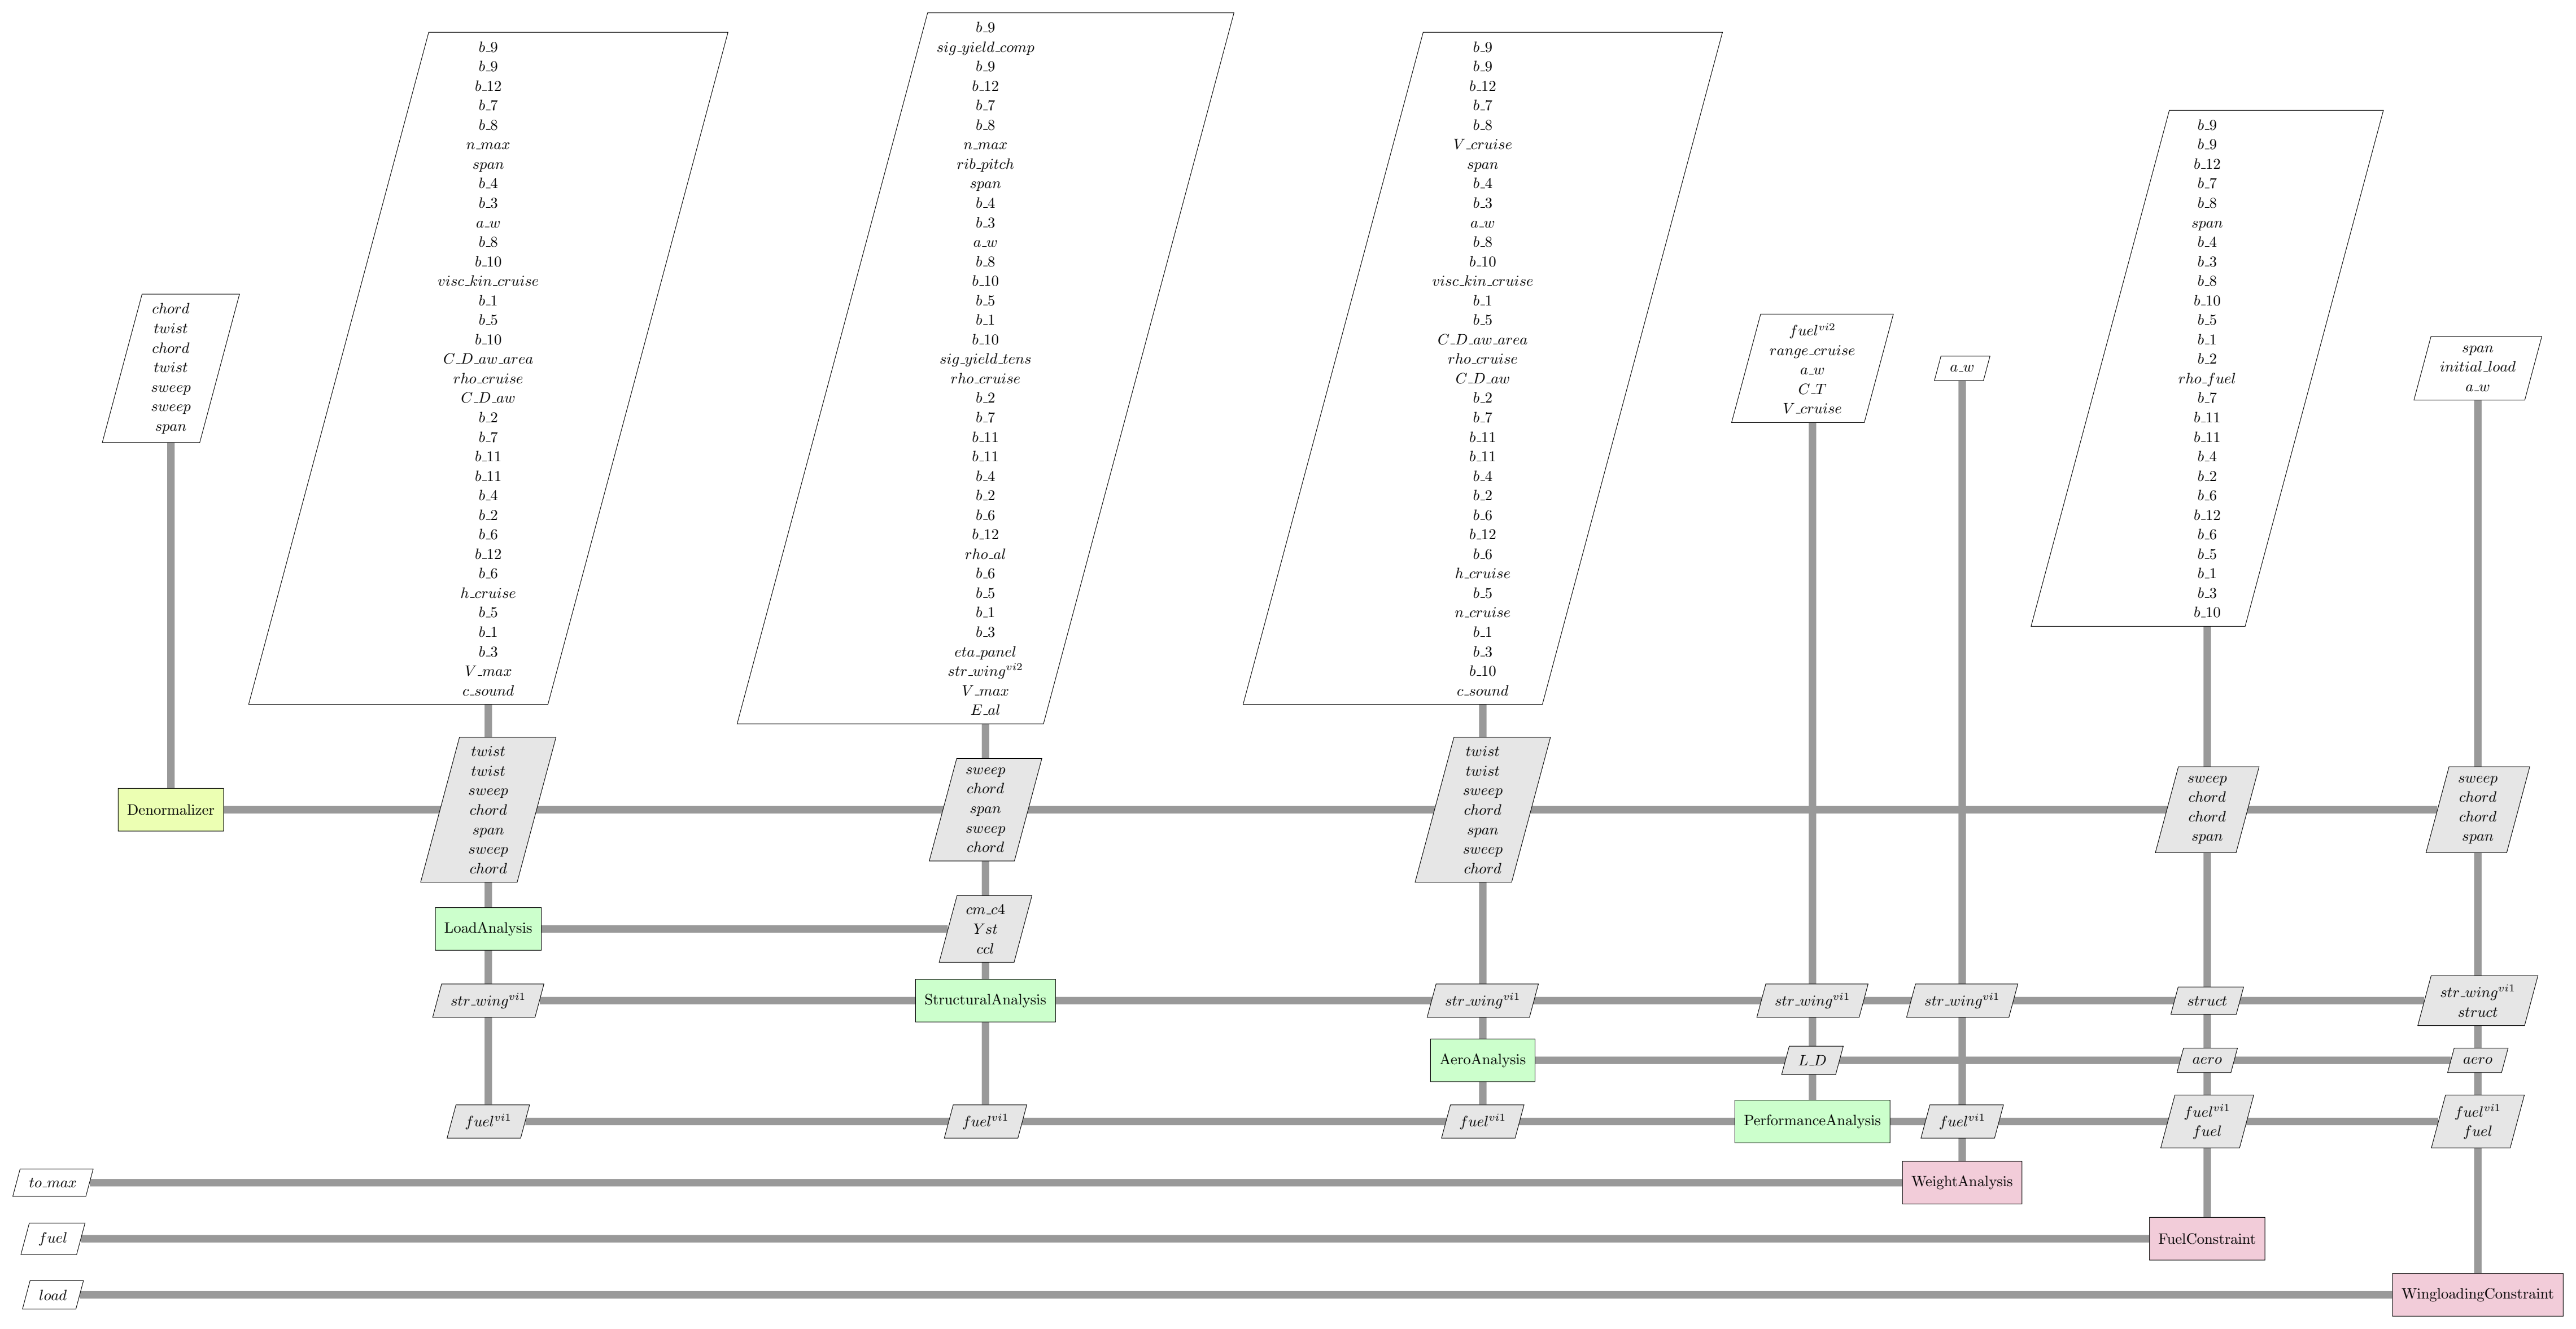 chord
twist
chord
twist
sweep
sweep
span
b_9
b_9
b_12
b_7
b_8
n_max
span
b_4
b_3
a_w
b_8
b_10
visc_kin_cruise
b_1
b_5
b_10
C_D_aw_area
rho_cruise
C_D_aw
b_2
b_7
b_11
b_11
b_4
b_2
b_6
b_12
b_6
h_cruise
b_5
b_1
b_3
V_max
c_sound
b_9
sig_yield_comp
b_9
b_12
b_7
b_8
n_max
rib_pitch
span
b_4
b_3
a_w
b_8
b_10
b_5
b_1
b_10
sig_yield_tens
rho_cruise
b_2
b_7
b_11
b_11
b_4
b_2
b_6
b_12
rho_al
b_6
b_5
b_1
b_3
eta_panel
str_wing^{vi2}
V_max
E_al
b_9
b_9
b_12
b_7
b_8
V_cruise
span
b_4
b_3
a_w
b_8
b_10
visc_kin_cruise
b_1
b_5
C_D_aw_area
rho_cruise
C_D_aw
b_2
b_7
b_11
b_11
b_4
b_2
b_6
b_12
b_6
h_cruise
b_5
n_cruise
b_1
b_3
b_10
c_sound
fuel^{vi2}
range_cruise
a_w
C_T
V_cruise
a_w
b_9
b_9
b_12
b_7
b_8
span
b_4
b_3
b_8
b_10
b_5
b_1
b_2
rho_fuel
b_7
b_11
b_11
b_4
b_2
b_6
b_12
b_6
b_5
b_1
b_3
b_10
span
initial_load
a_w
Denormalizer
twist
twist
sweep
chord
span
sweep
chord
sweep
chord
span
sweep
chord
twist
twist
sweep
chord
span
sweep
chord
sweep
chord
chord
span
sweep
chord
chord
span
LoadAnalysis
cm_c4
Yst
ccl
str_wing^{vi1}
StructuralAnalysis
str_wing^{vi1}
str_wing^{vi1}
str_wing^{vi1}
struct
str_wing^{vi1}
struct
AeroAnalysis
L_D
aero
aero
fuel^{vi1}
fuel^{vi1}
fuel^{vi1}
PerformanceAnalysis
fuel^{vi1}
fuel^{vi1}
fuel
fuel^{vi1}
fuel
to_max
WeightAnalysis
fuel
FuelConstraint
load
WingloadingConstraint